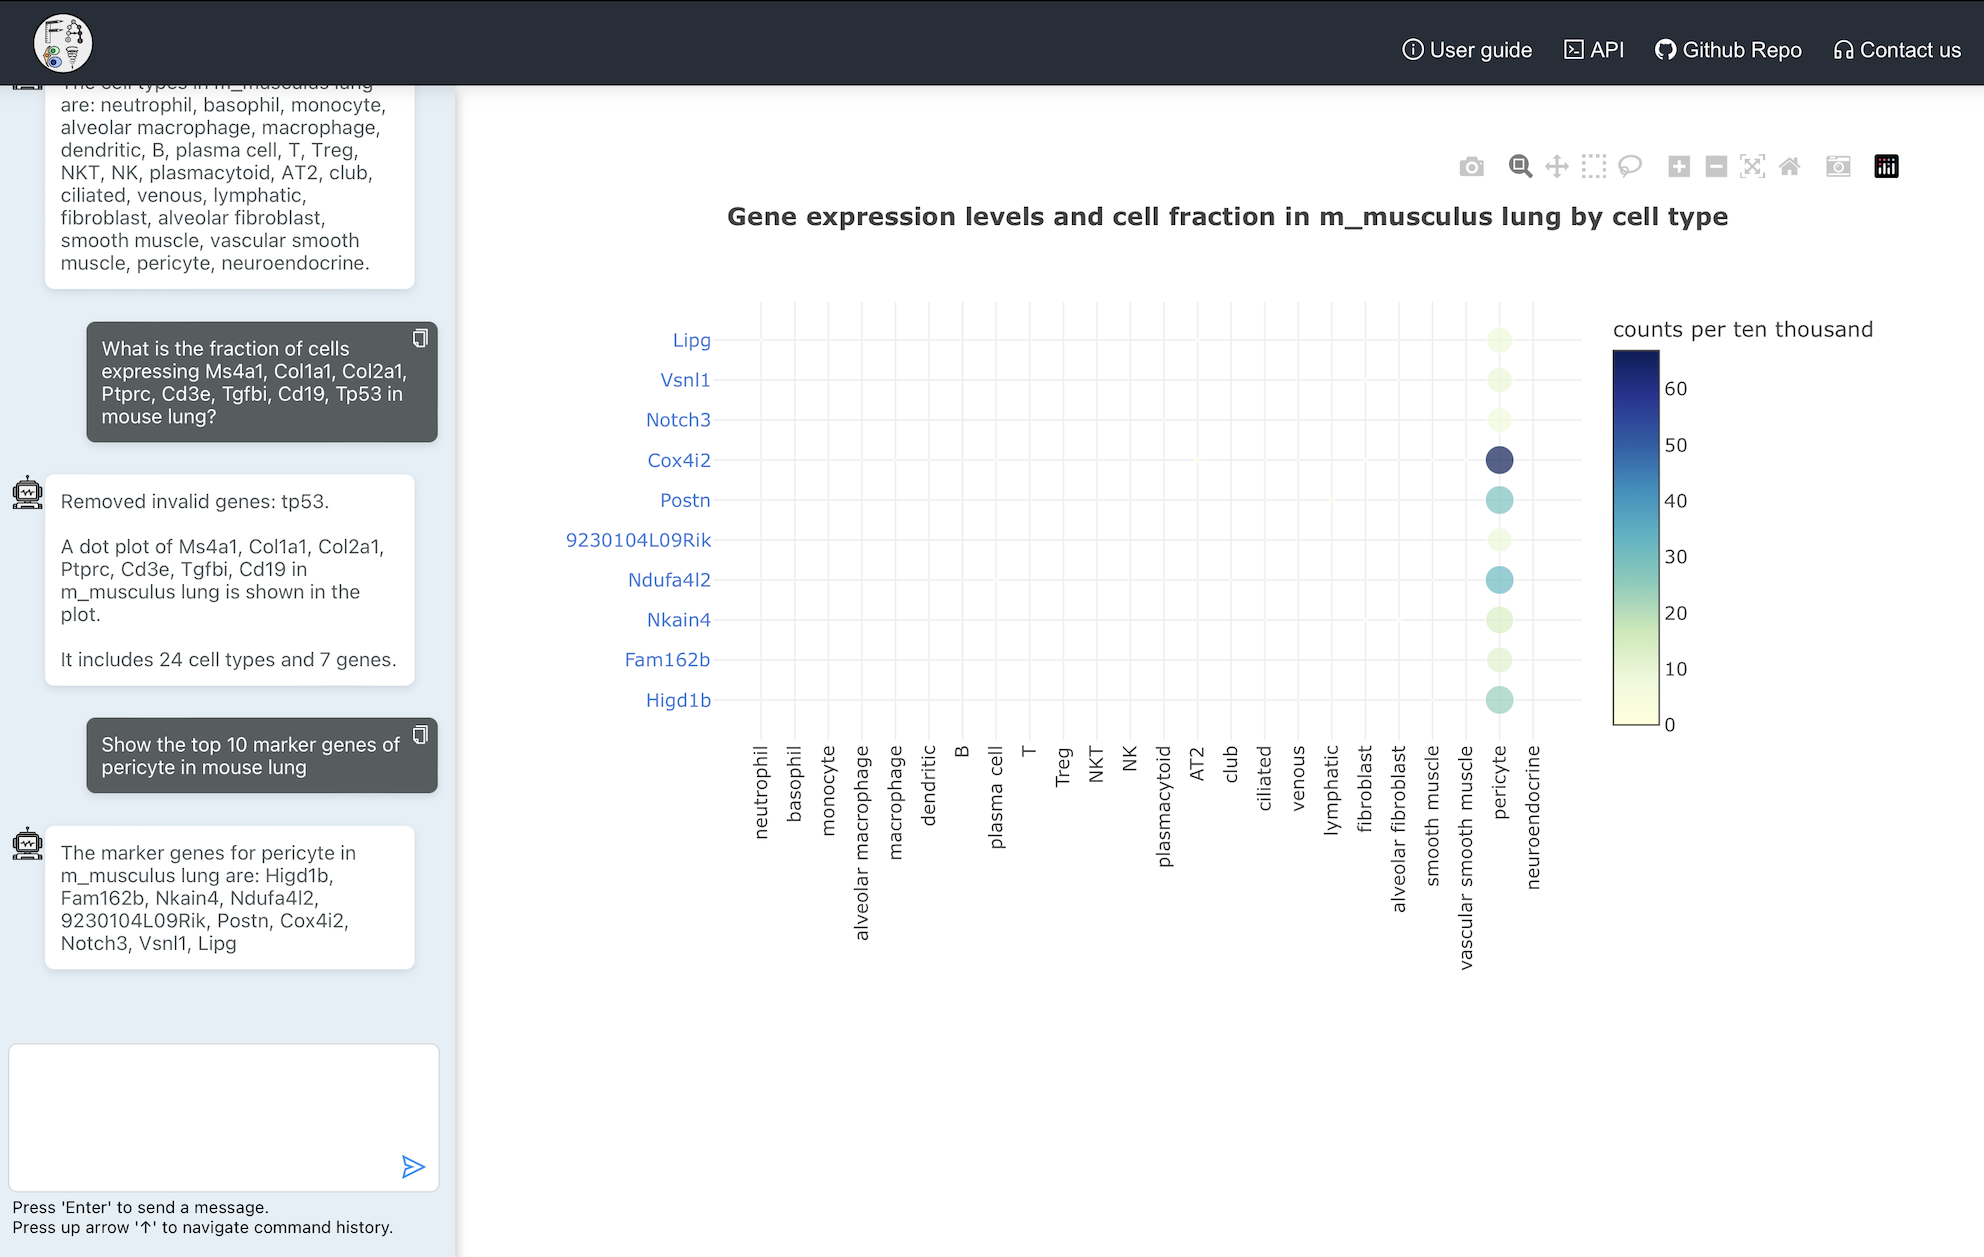 User guide
API
Github Repo
Contact us
The cell types in m_musculus lung
are: neutrophil, basophil, monocyte,
alveolar macrophage, macrophage,
dendritic, B, plasma cell, T, Treg,
NKT, NK, plasmacytoid, AT2, club,
ciliated, venous, lymphatic,
fibroblast, alveolar fibroblast,
smooth muscle, vascular smooth
muscle, pericyte, neuroendocrine.
What is the fraction of cells
expressing Ms4a1, Col1a1, Col2a1,
Ptprc, Cd3e, Tgfbi, Cd19, Tp53 in
mouse lung?
Removed invalid genes: tp53.
A dot plot of Ms4a1, Col1a1, Col2a1,
Ptprc, Cd3e, Tgfbi, Cd19 in
m_musculus lung is shown in the
plot.
It includes 24 cell types and 7 genes.
Show the top 10 marker genes of
pericyte in mouse lung
The marker genes for pericyte in
m_musculus lung are: Higd1b,
Fam162b, Nkain4, Ndufa4l2,
9230104L09Rik, Postn, Cox4i2,
Notch3, Vsnl1, Lipg
Press 'Enter' to send a message.
Press up arrow '↑' to navigate command history.
Gene expression levels and cell fraction in m_musculus lung by cell type
Lipg
Vsnl1
Notch3
Cox4i2
Postn
9230104L09Rik
Ndufa4l2
Nkain4
Fam162b
Higd1b
neutrophil
basophil
monocyte
alveolar macrophage
macrophage
dendritic
B
plasma cell
T
Treg
NKT
NK
plasmacytoid
AT2
club
ciliated
venous
lymphatic
fibroblast
alveolar fibroblast
smooth muscle
vascular smooth muscle
pericyte
neuroendocrine
counts per ten thousand
60
50
40
30
20
10
0